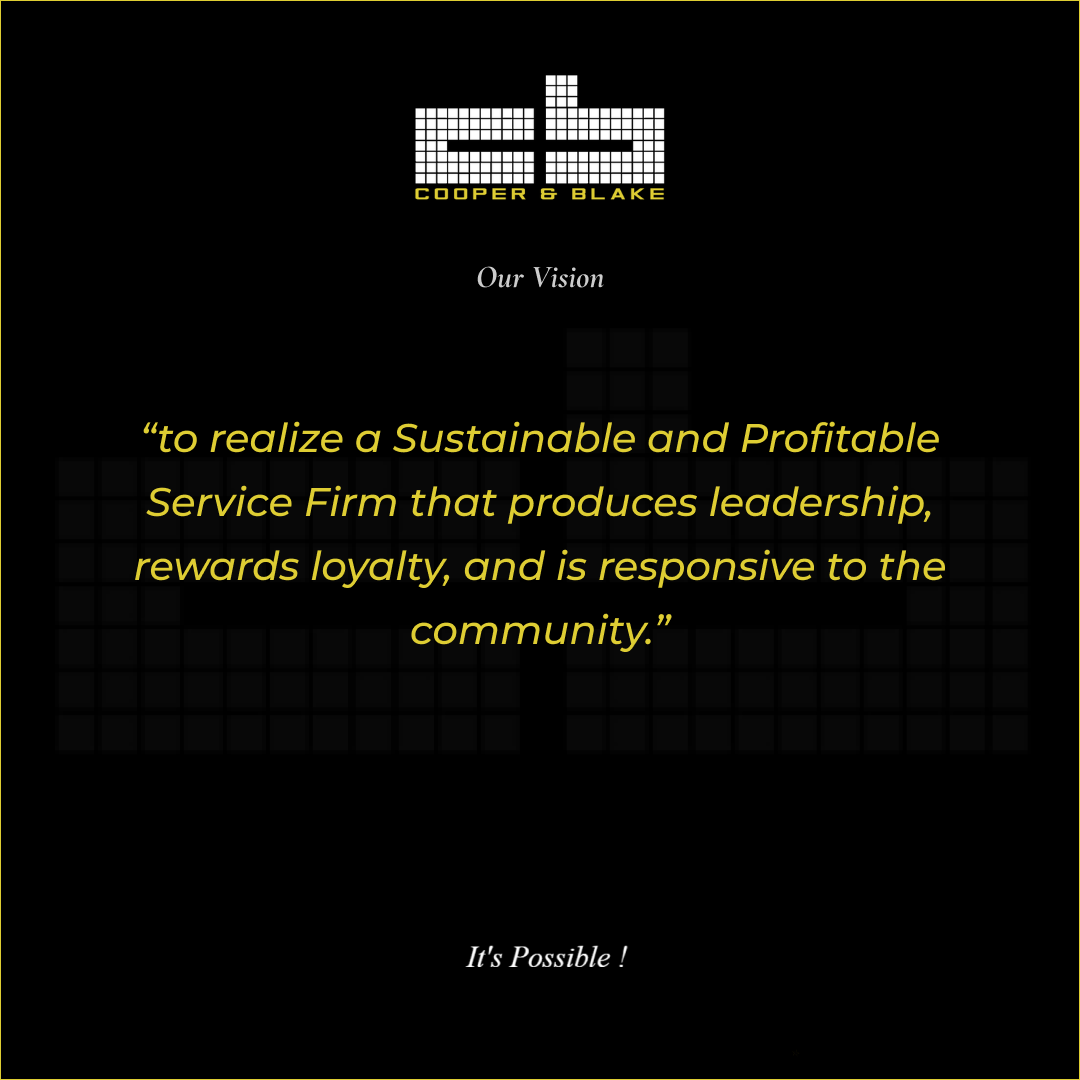 cb
COOPER & BLAKE
Our Vision
“to realize a Sustainable and Profitable
Service Firm that produces leadership,
rewards loyalty, and is responsive to the
community.”
It's Possible !